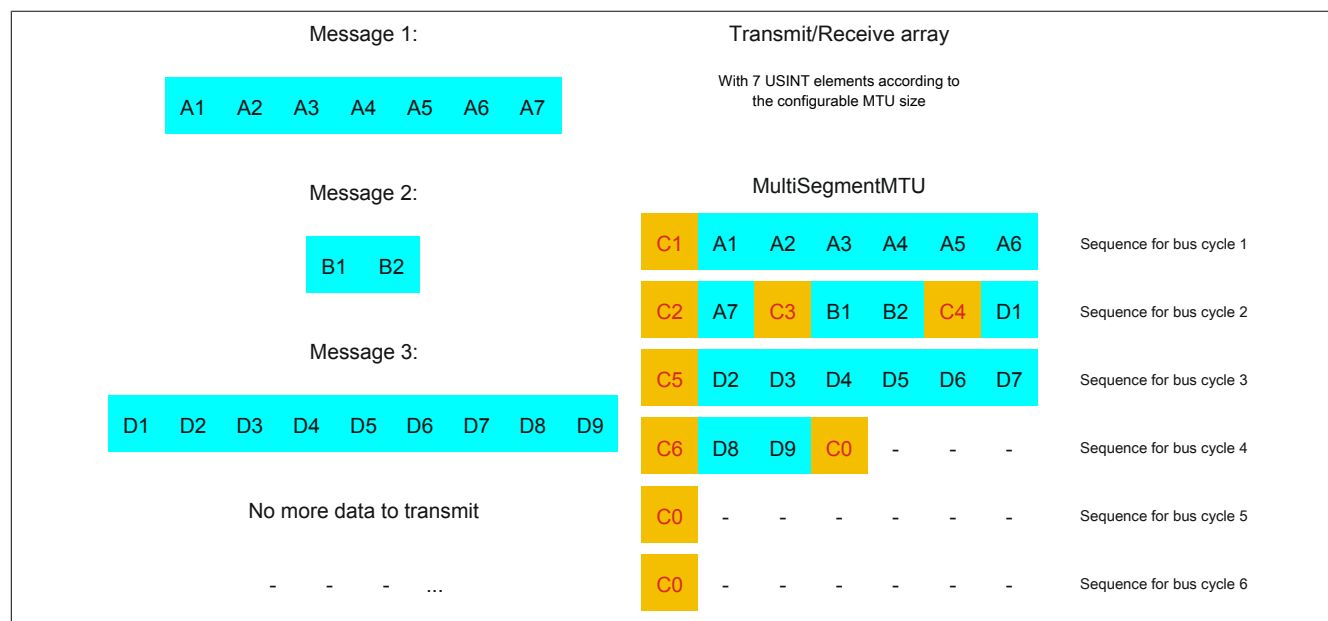 Message 1:
A1 A2 A3 A4 A5 A6 A7
Message 2:
B1 B2
Message 3:
D1 D2 D3 D4 D5 D6 D7 D8 D9
No more data to transmit
- - - ...
Transmit/Receive array
With 7 USINT elements according to
the configurable MTU size
MultiSegmentMTU
C1 A1 A2 A3 A4 A5 A6 Sequence for bus cycle 1
C2 A7 C3 B1 B2 C4 D1 Sequence for bus cycle 2
C5 D2 D3 D4 D5 D6 D7 Sequence for bus cycle 3
C6 D8 D9 C0 - - - Sequence for bus cycle 4
C0 - - - - - - Sequence for bus cycle 5
C0 - - - - - - Sequence for bus cycle 6